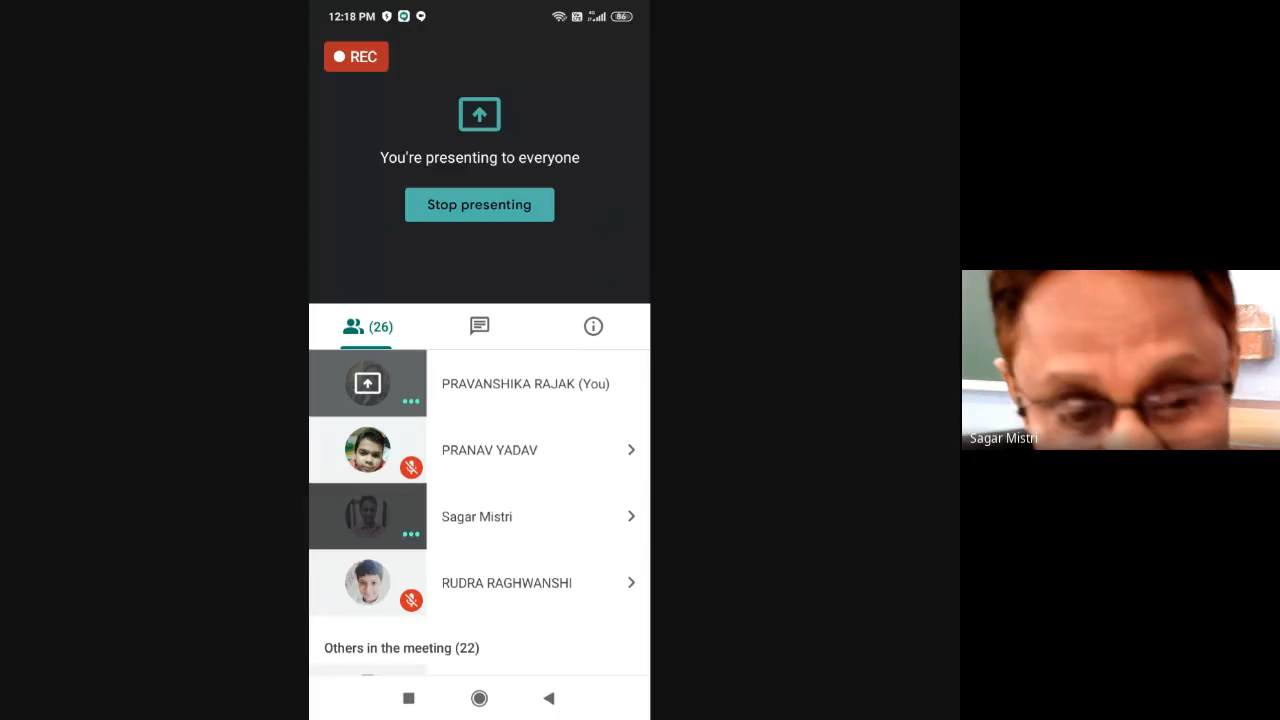 12:18 PM
4G
86
REC
You're presenting to everyone
Stop presenting
(26)
PRAVANSHIKA RAJAK (You)
PRANAV YADAV
Sagar Mistri
RUDRA RAGHWANSHI
Others in the meeting (22)
Sagar Mistri